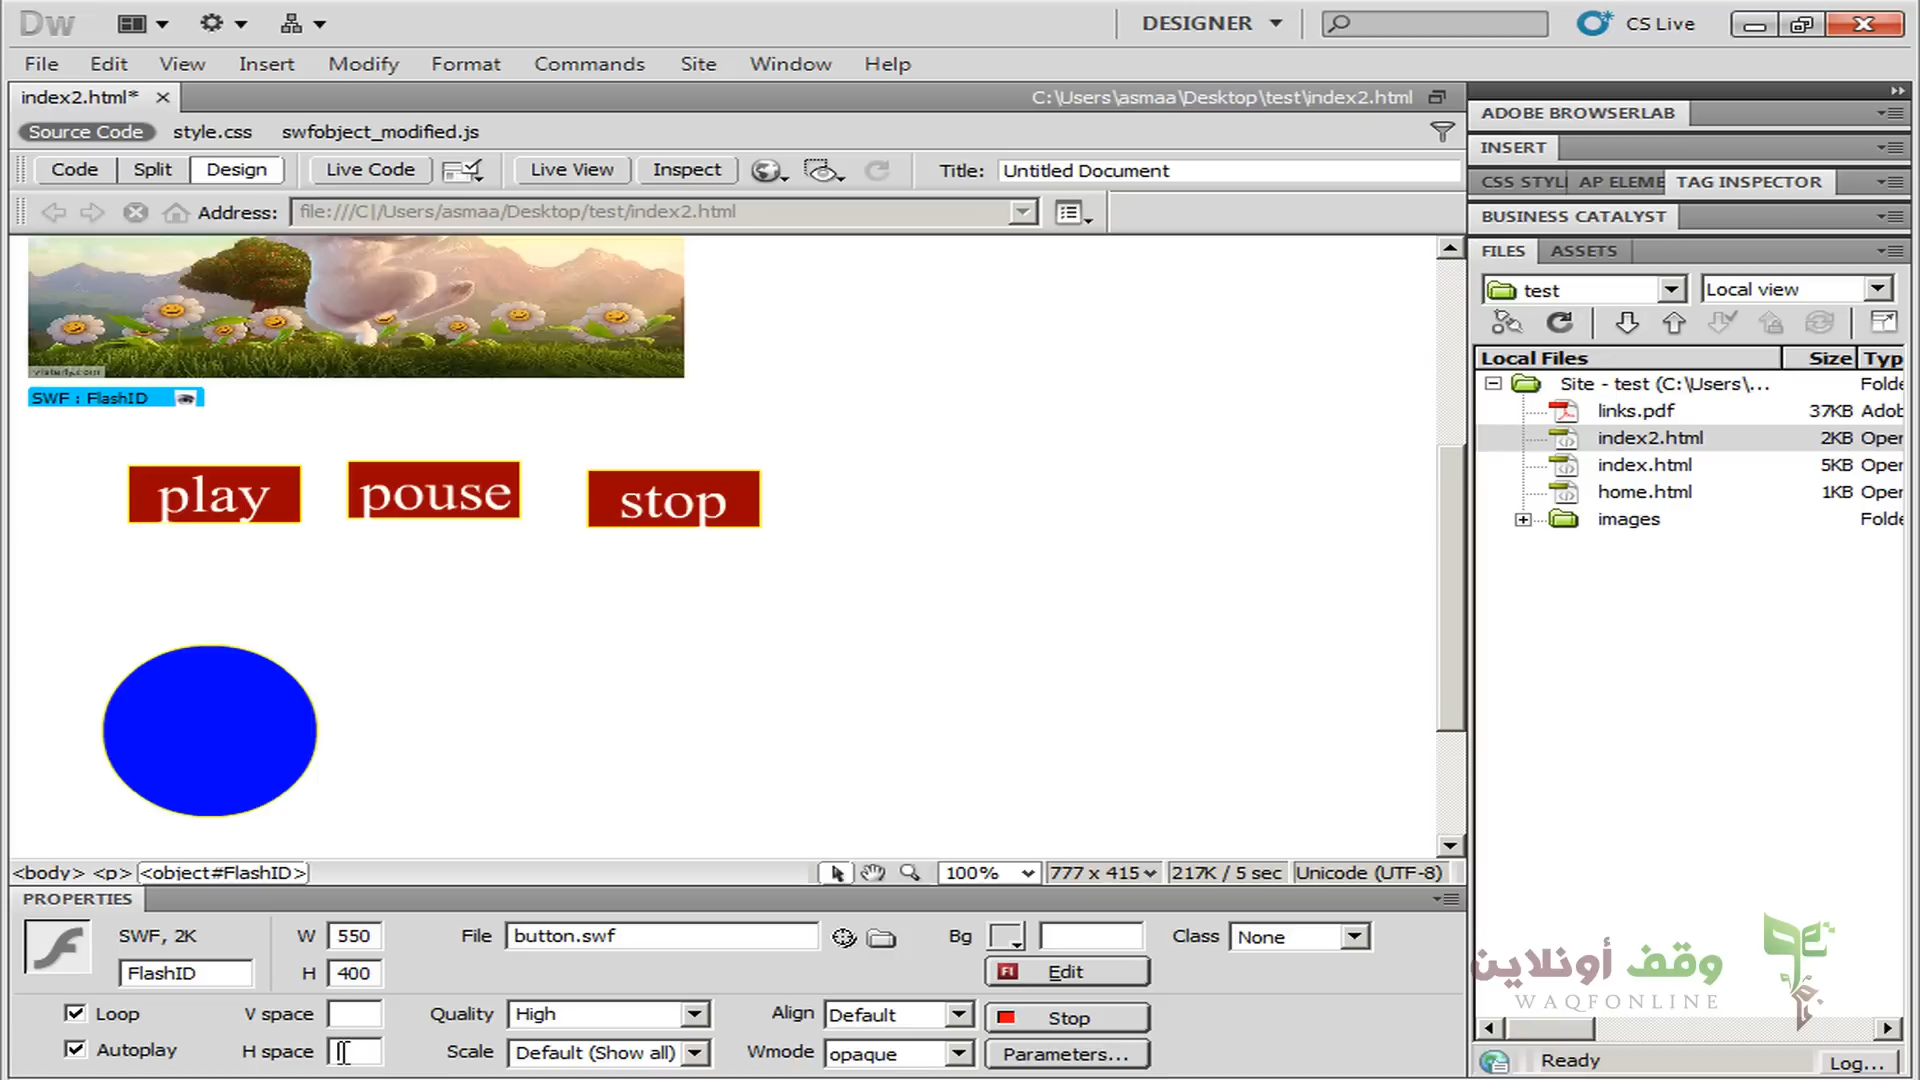 Dw
DESIGNER
CS Live
File Edit View Insert Modify Format Commands Site Window Help
index2.html*
C:\Users\asmaa\Desktop\test\index2.html
Source Code style.css swfobject_modified.js
Code Split Design Live Code Live View Inspect Title: Untitled Document
Address: file:///C|/Users/asmaa/Desktop/test/index2.html
SWF : FlashID
play pouse stop
<body> <p> <object#FlashID>
100% 777 x 415 217K / 5 sec Unicode (UTF-8)
PROPERTIES
SWF, 2K W 550 File button.swf Bg Class None
FlashID H 400 Edit
Loop V space Quality High Align Default Stop
Autoplay H space Scale Default (Show all) Wmode opaque Parameters...
ADOBE BROWSERLAB
INSERT
CSS STYL AP ELEME TAG INSPECTOR
BUSINESS CATALYST
FILES ASSETS
test Local view
Local Files Size Typ
Site - test (C:\Users\... Folde
links.pdf 37KB Adob
index2.html 2KB Oper
index.html 5KB Oper
home.html 1KB Oper
images Folde
وقف أونلاين
WAQFONLINE
Ready Log...